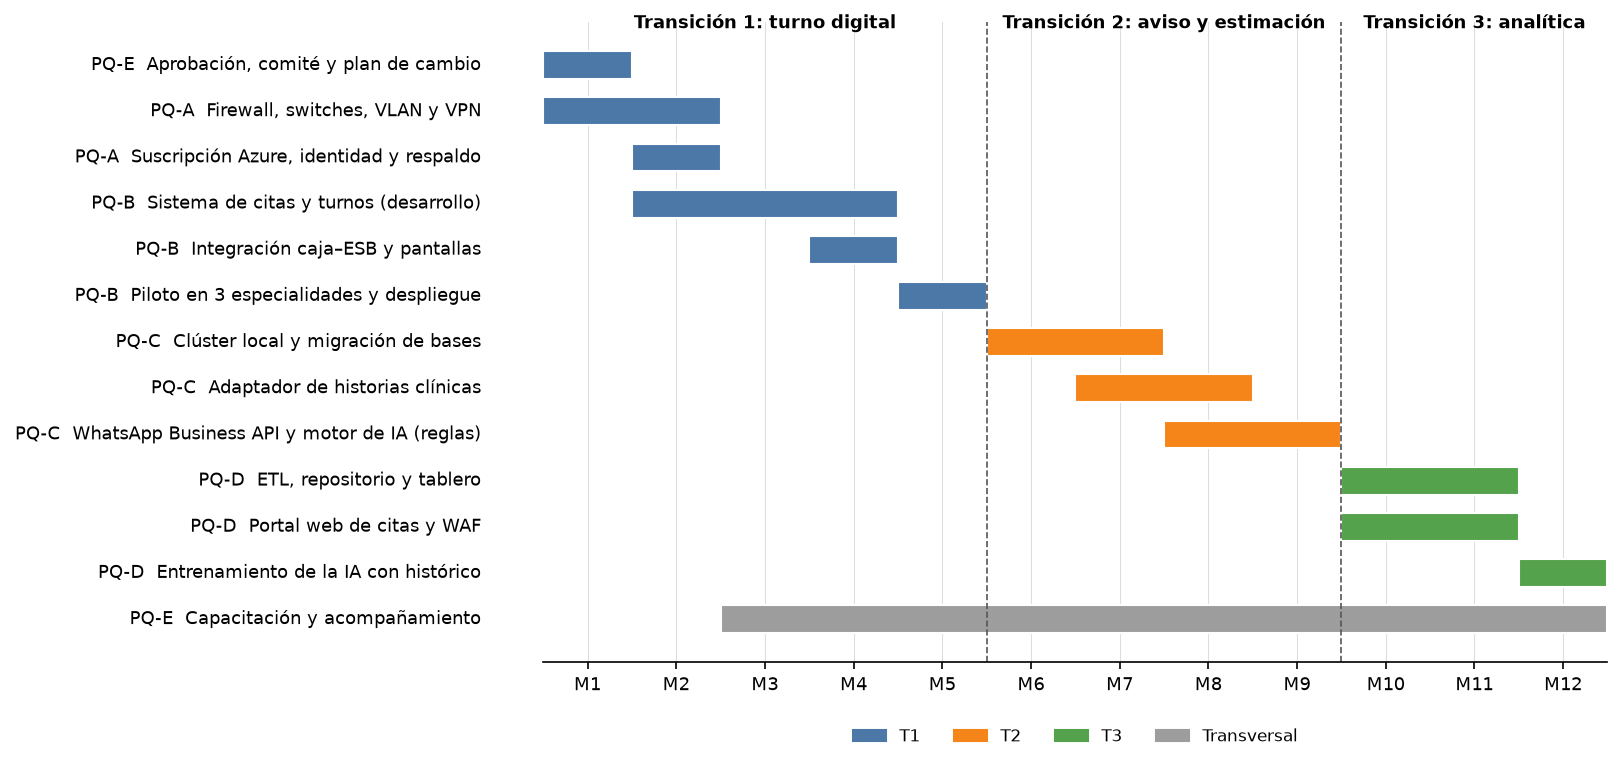 Transición 1: turno digital
Transición 2: aviso y estimación
Transición 3: analítica
PQ-E  Aprobación, comité y plan de cambio
PQ-A  Firewall, switches, VLAN y VPN
PQ-A  Suscripción Azure, identidad y respaldo
PQ-B  Sistema de citas y turnos (desarrollo)
PQ-B  Integración caja–ESB y pantallas
PQ-B  Piloto en 3 especialidades y despliegue
PQ-C  Clúster local y migración de bases
PQ-C  Adaptador de historias clínicas
PQ-C  WhatsApp Business API y motor de IA (reglas)
PQ-D  ETL, repositorio y tablero
PQ-D  Portal web de citas y WAF
PQ-D  Entrenamiento de la IA con histórico
PQ-E  Capacitación y acompañamiento
M1 M2 M3 M4 M5 M6 M7 M8 M9 M10 M11 M12
T1 T2 T3 Transversal